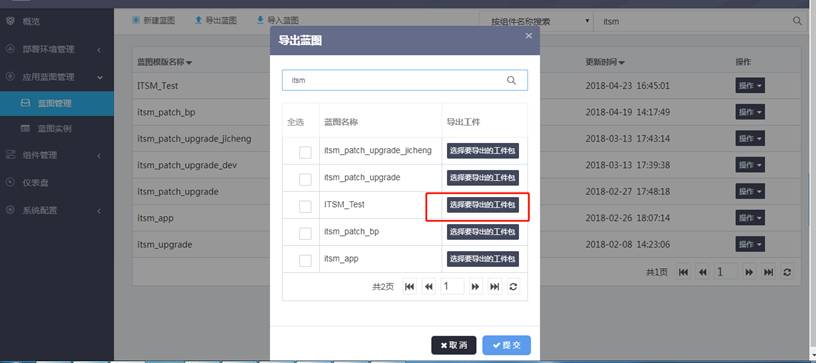 概览
部署环境管理
应用蓝图管理
蓝图管理
蓝图实例
组件管理
仪表盘
系统配置
新建蓝图 导出蓝图 导入蓝图 按组件名称搜索 itsm
蓝图模版名称 更新时间 操作
ITSM_Test 2018-04-23 16:45:01 操作
itsm_patch_bp 2018-04-19 14:17:49 操作
itsm_patch_upgrade_jicheng 2018-03-13 17:43:14 操作
itsm_patch_upgrade_dev 2018-03-13 17:39:38 操作
itsm_patch_upgrade 2018-02-27 17:48:18 操作
itsm_app 2018-02-26 18:07:14 操作
itsm_upgrade 2018-02-08 14:23:06 操作
共1页 1
导出蓝图 ×
itsm
全选 蓝图名称 导出工件
itsm_patch_upgrade_jicheng 选择要导出的工件包
itsm_patch_upgrade 选择要导出的工件包
ITSM_Test 选择要导出的工件包
itsm_patch_bp 选择要导出的工件包
itsm_app 选择要导出的工件包
共2页 1
取消 提交